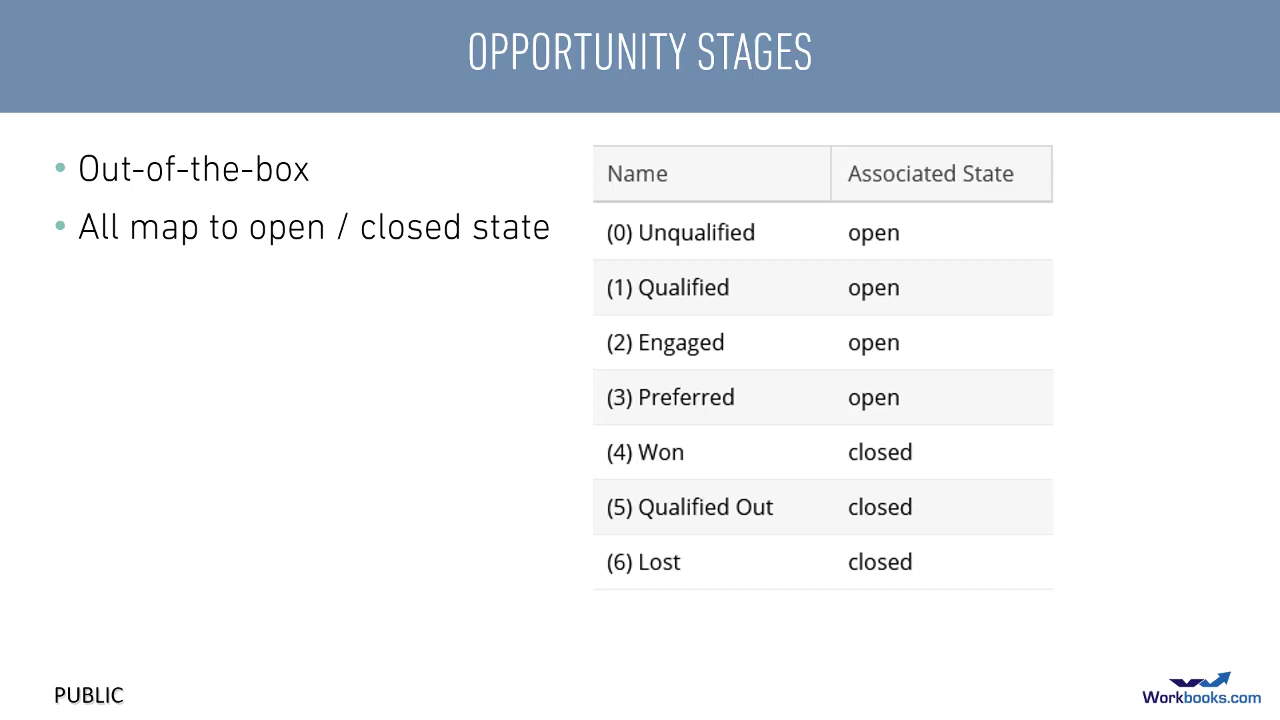 OPPORTUNITY STAGES
• Out-of-the-box
• All map to open / closed state
Name Associated State
(0) Unqualified open
(1) Qualified open
(2) Engaged open
(3) Preferred open
(4) Won closed
(5) Qualified Out closed
(6) Lost closed
PUBLIC
Workbooks.com